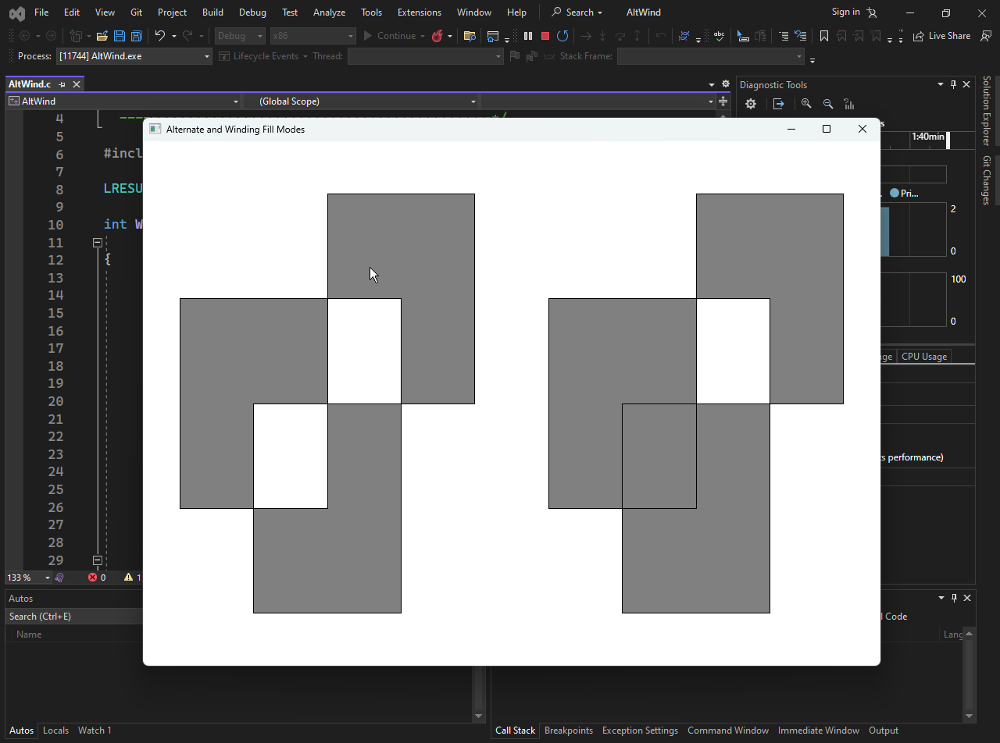 File Edit View Git Project Build Debug Test Analyze Tools Extensions Window Help Search AltWind Sign in
Debug x86 Continue abc Live Share
Process: [11744] AltWind.exe Lifecycle Events Thread: Stack Frame:
AltWind.c
AltWind (Global Scope)
Diagnostic Tools
Solution Explorer
Git Changes
4
5
6 #incl
7
8 LRESU
9
10 int W
11
12 {
13
14
15
16
17
18
19
20
21
22
23
24
25
26
27
28
29
Alternate and Winding Fill Modes
s
1:40min
Pri...
2
0
100
0
ge CPU Usage
ts performance)
133 % 0 1
Autos
Search (Ctrl+E)
Name
l Code
Lang
Autos Locals Watch 1
Call Stack Breakpoints Exception Settings Command Window Immediate Window Output